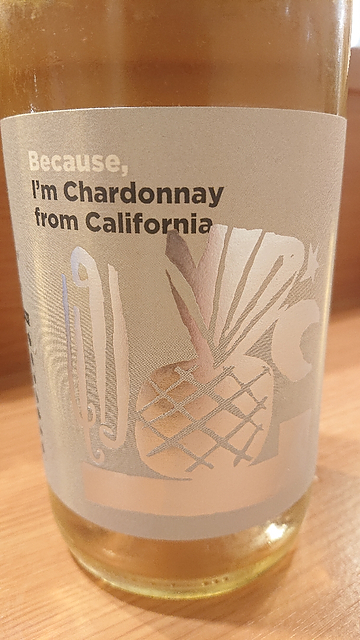 Because,
I'm Chardonnay
from California